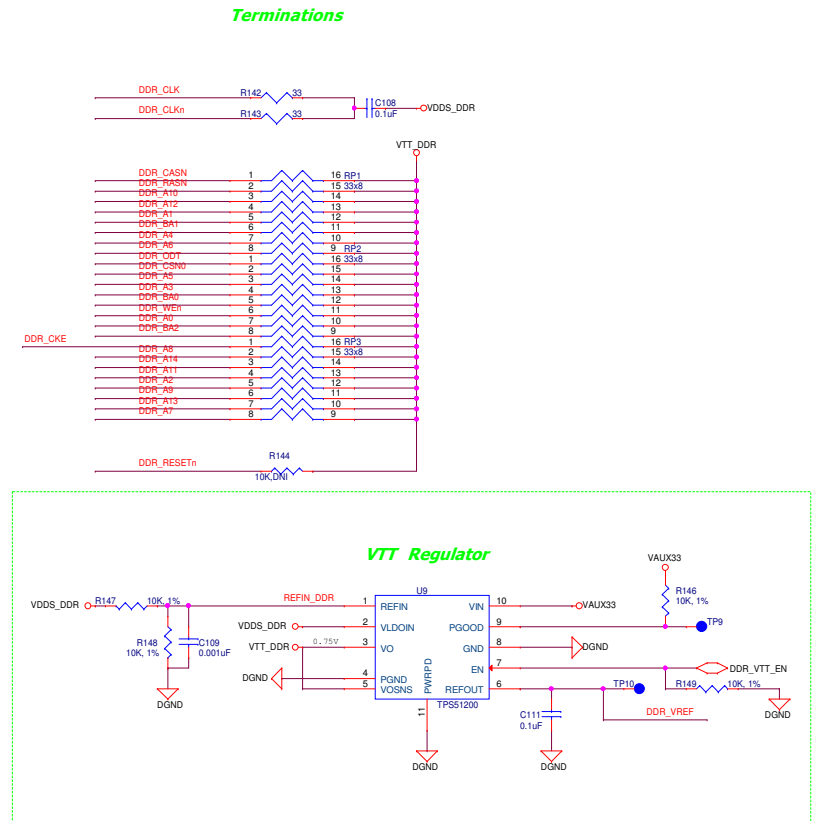 Terminations
DDR_CLK R142 33
C108
VDDS_DDR
DDR_CLKn R143 33
0.1uF
VTT_DDR
DDR_CASN 1 16 RP1
DDR_RASN 2 15 33x8
DDR_A10 3 14
DDR_A12 4 13
DDR_A1 5 12
DDR_BA1 6 11
DDR_A4 7 10
DDR_A6 8 9 RP2
DDR_ODT 1 16 33x8
DDR_CSN0 2 15
DDR_A5 3 14
DDR_A3 4 13
DDR_BA0 5 12
DDR_WEn 6 11
DDR_A0 7 10
DDR_BA2 8 9
DDR_CKE 1 16 RP3
DDR_A8 2 15 33x8
DDR_A14 3 14
DDR_A11 4 13
DDR_A2 5 12
DDR_A9 6 11
DDR_A13 7 10
DDR_A7 8 9
R144
DDR_RESETn
10K,DNI
VTT Regulator
VAUX33
R146
10K, 1%
U9
VDDS_DDR R147 10K, 1% REFIN_DDR 1 REFIN VIN 10 VAUX33
VDDS_DDR 2 VLDOIN PGOOD 9 TP9
R148
10K, 1%
C109
0.001uF
VTT_DDR 0.75V 3 VO GND 8 DGND
DGND 4 PGND EN 7 DDR_VTT_EN
5 VOSNS REFOUT 6 TP10 R149 10K, 1%
PWRPD
11
TPS51200
DGND
C111
0.1uF
DDR_VREF
DGND
DGND
DGND